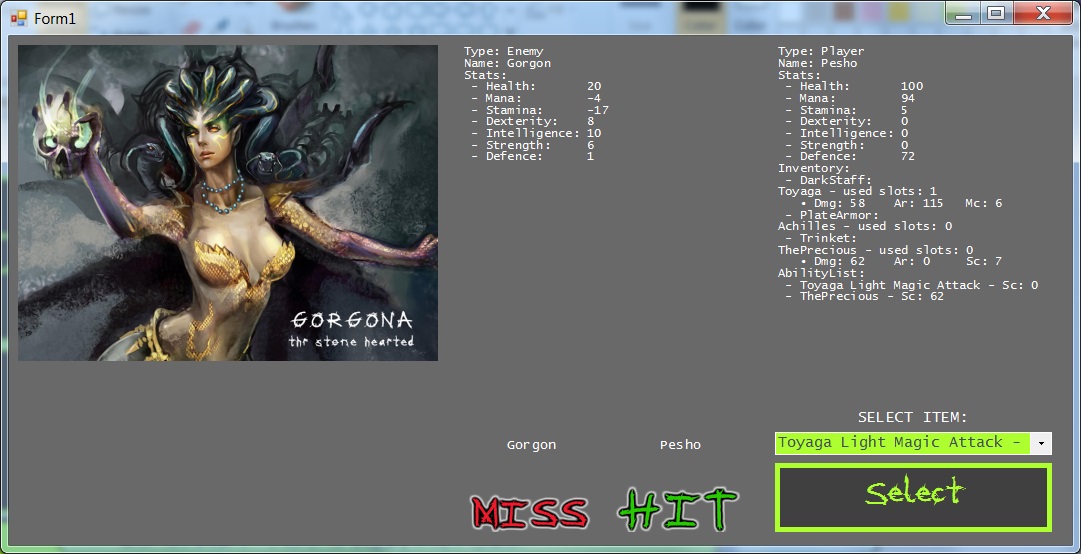 Form1
GORGONA
thr stone hearted
Type: Enemy
Name: Gorgon
Stats:
- Health: 20
- Mana: -4
- Stamina: -17
- Dexterity: 8
- Intelligence: 10
- Strength: 6
- Defence: 1
Type: Player
Name: Pesho
Stats:
- Health: 100
- Mana: 94
- Stamina: 5
- Dexterity: 0
- Intelligence: 0
- Strength: 0
- Defence: 72
Inventory:
- DarkStaff:
Toyaga - used slots: 1
• Dmg: 58 Ar: 115 Mc: 6
- PlateArmor:
Achilles - used slots: 0
- Trinket:
ThePrecious - used slots: 0
• Dmg: 62 Ar: 0 Sc: 7
AbilityList:
- Toyaga Light Magic Attack - Sc: 0
- ThePrecious - Sc: 62
SELECT ITEM:
Toyaga Light Magic Attack -
Gorgon Pesho
MISS HIT
Select